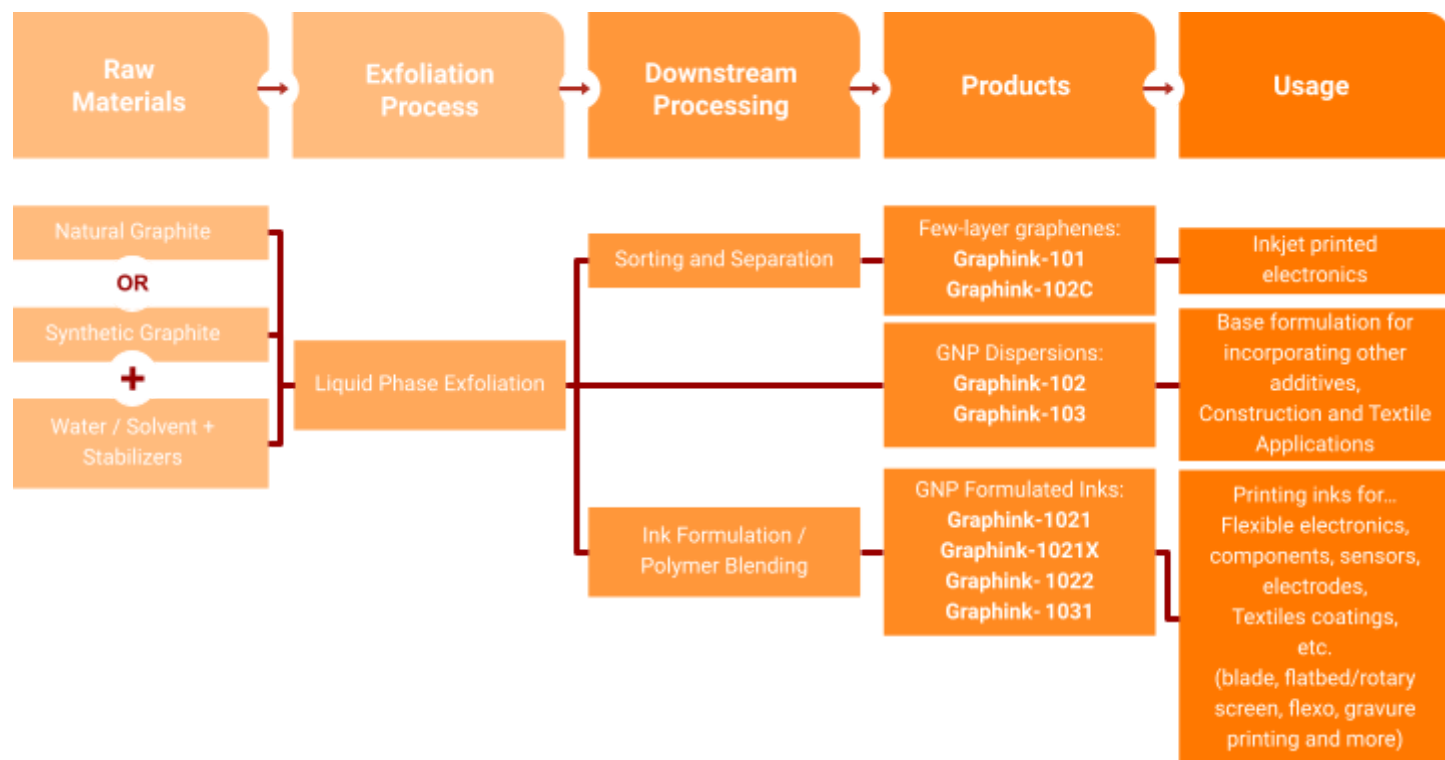 Raw
Materials
Exfoliation
Process
Downstream
Processing
Products
Usage
Natural Graphite
OR
Synthetic Graphite
+
Water / Solvent +
Stabilizers
Liquid Phase Exfoliation
Sorting and Separation
Few-layer graphenes:
Graphink-101
Graphink-102C
Inkjet printed
electronics
GNP Dispersions:
Graphink-102
Graphink-103
Base formulation for
incorporating other
additives,
Construction and Textile
Applications
Ink Formulation /
Polymer Blending
GNP Formulated Inks:
Graphink-1021
Graphink-1021X
Graphink- 1022
Graphink- 1031
Printing inks for...
Flexible electronics,
components, sensors,
electrodes,
Textiles coatings,
etc.
(blade, flatbed/rotary
screen, flexo, gravure
printing and more)